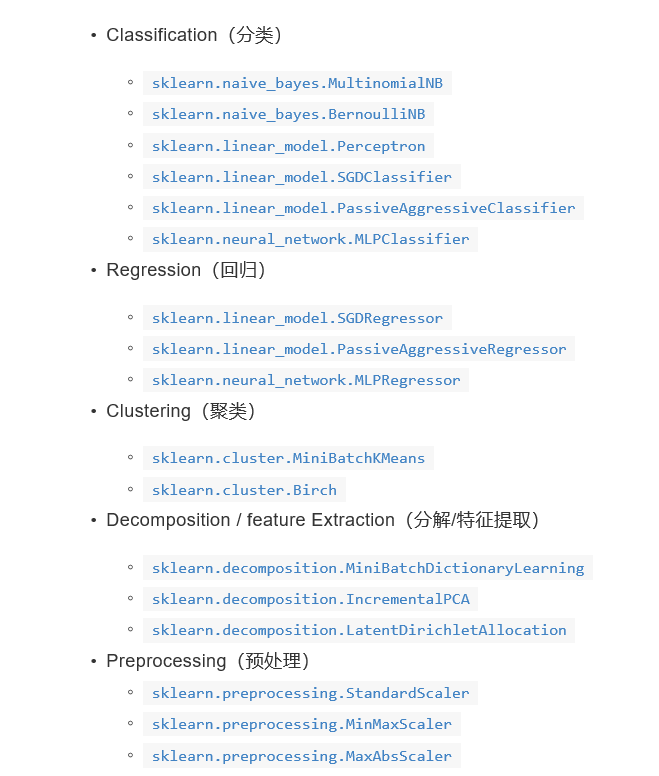 • Classification（分类）
◦ sklearn.naive_bayes.MultinomialNB
◦ sklearn.naive_bayes.BernoulliNB
◦ sklearn.linear_model.Perceptron
◦ sklearn.linear_model.SGDClassifier
◦ sklearn.linear_model.PassiveAggressiveClassifier
◦ sklearn.neural_network.MLPClassifier
• Regression（回归）
◦ sklearn.linear_model.SGDRegressor
◦ sklearn.linear_model.PassiveAggressiveRegressor
◦ sklearn.neural_network.MLPRegressor
• Clustering（聚类）
◦ sklearn.cluster.MiniBatchKMeans
◦ sklearn.cluster.Birch
• Decomposition / feature Extraction（分解/特征提取）
◦ sklearn.decomposition.MiniBatchDictionaryLearning
◦ sklearn.decomposition.IncrementalPCA
◦ sklearn.decomposition.LatentDirichletAllocation
• Preprocessing（预处理）
◦ sklearn.preprocessing.StandardScaler
◦ sklearn.preprocessing.MinMaxScaler
◦ sklearn.preprocessing.MaxAbsScaler